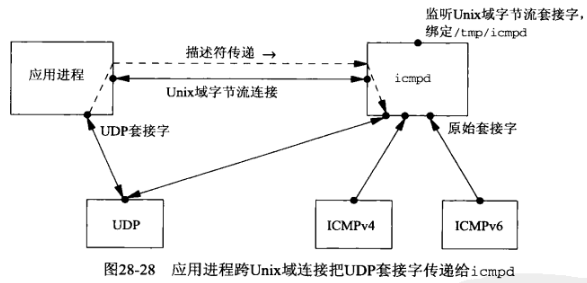 监听Unix域字节流套接字，
绑定/tmp/icmpd
描述符传递 →
应用进程
icmpd
Unix域字节流连接
UDP套接字
原始套接字
UDP
ICMPv4
ICMPv6
图28-28 应用进程跨Unix域连接把UDP套接字传递给icmpd